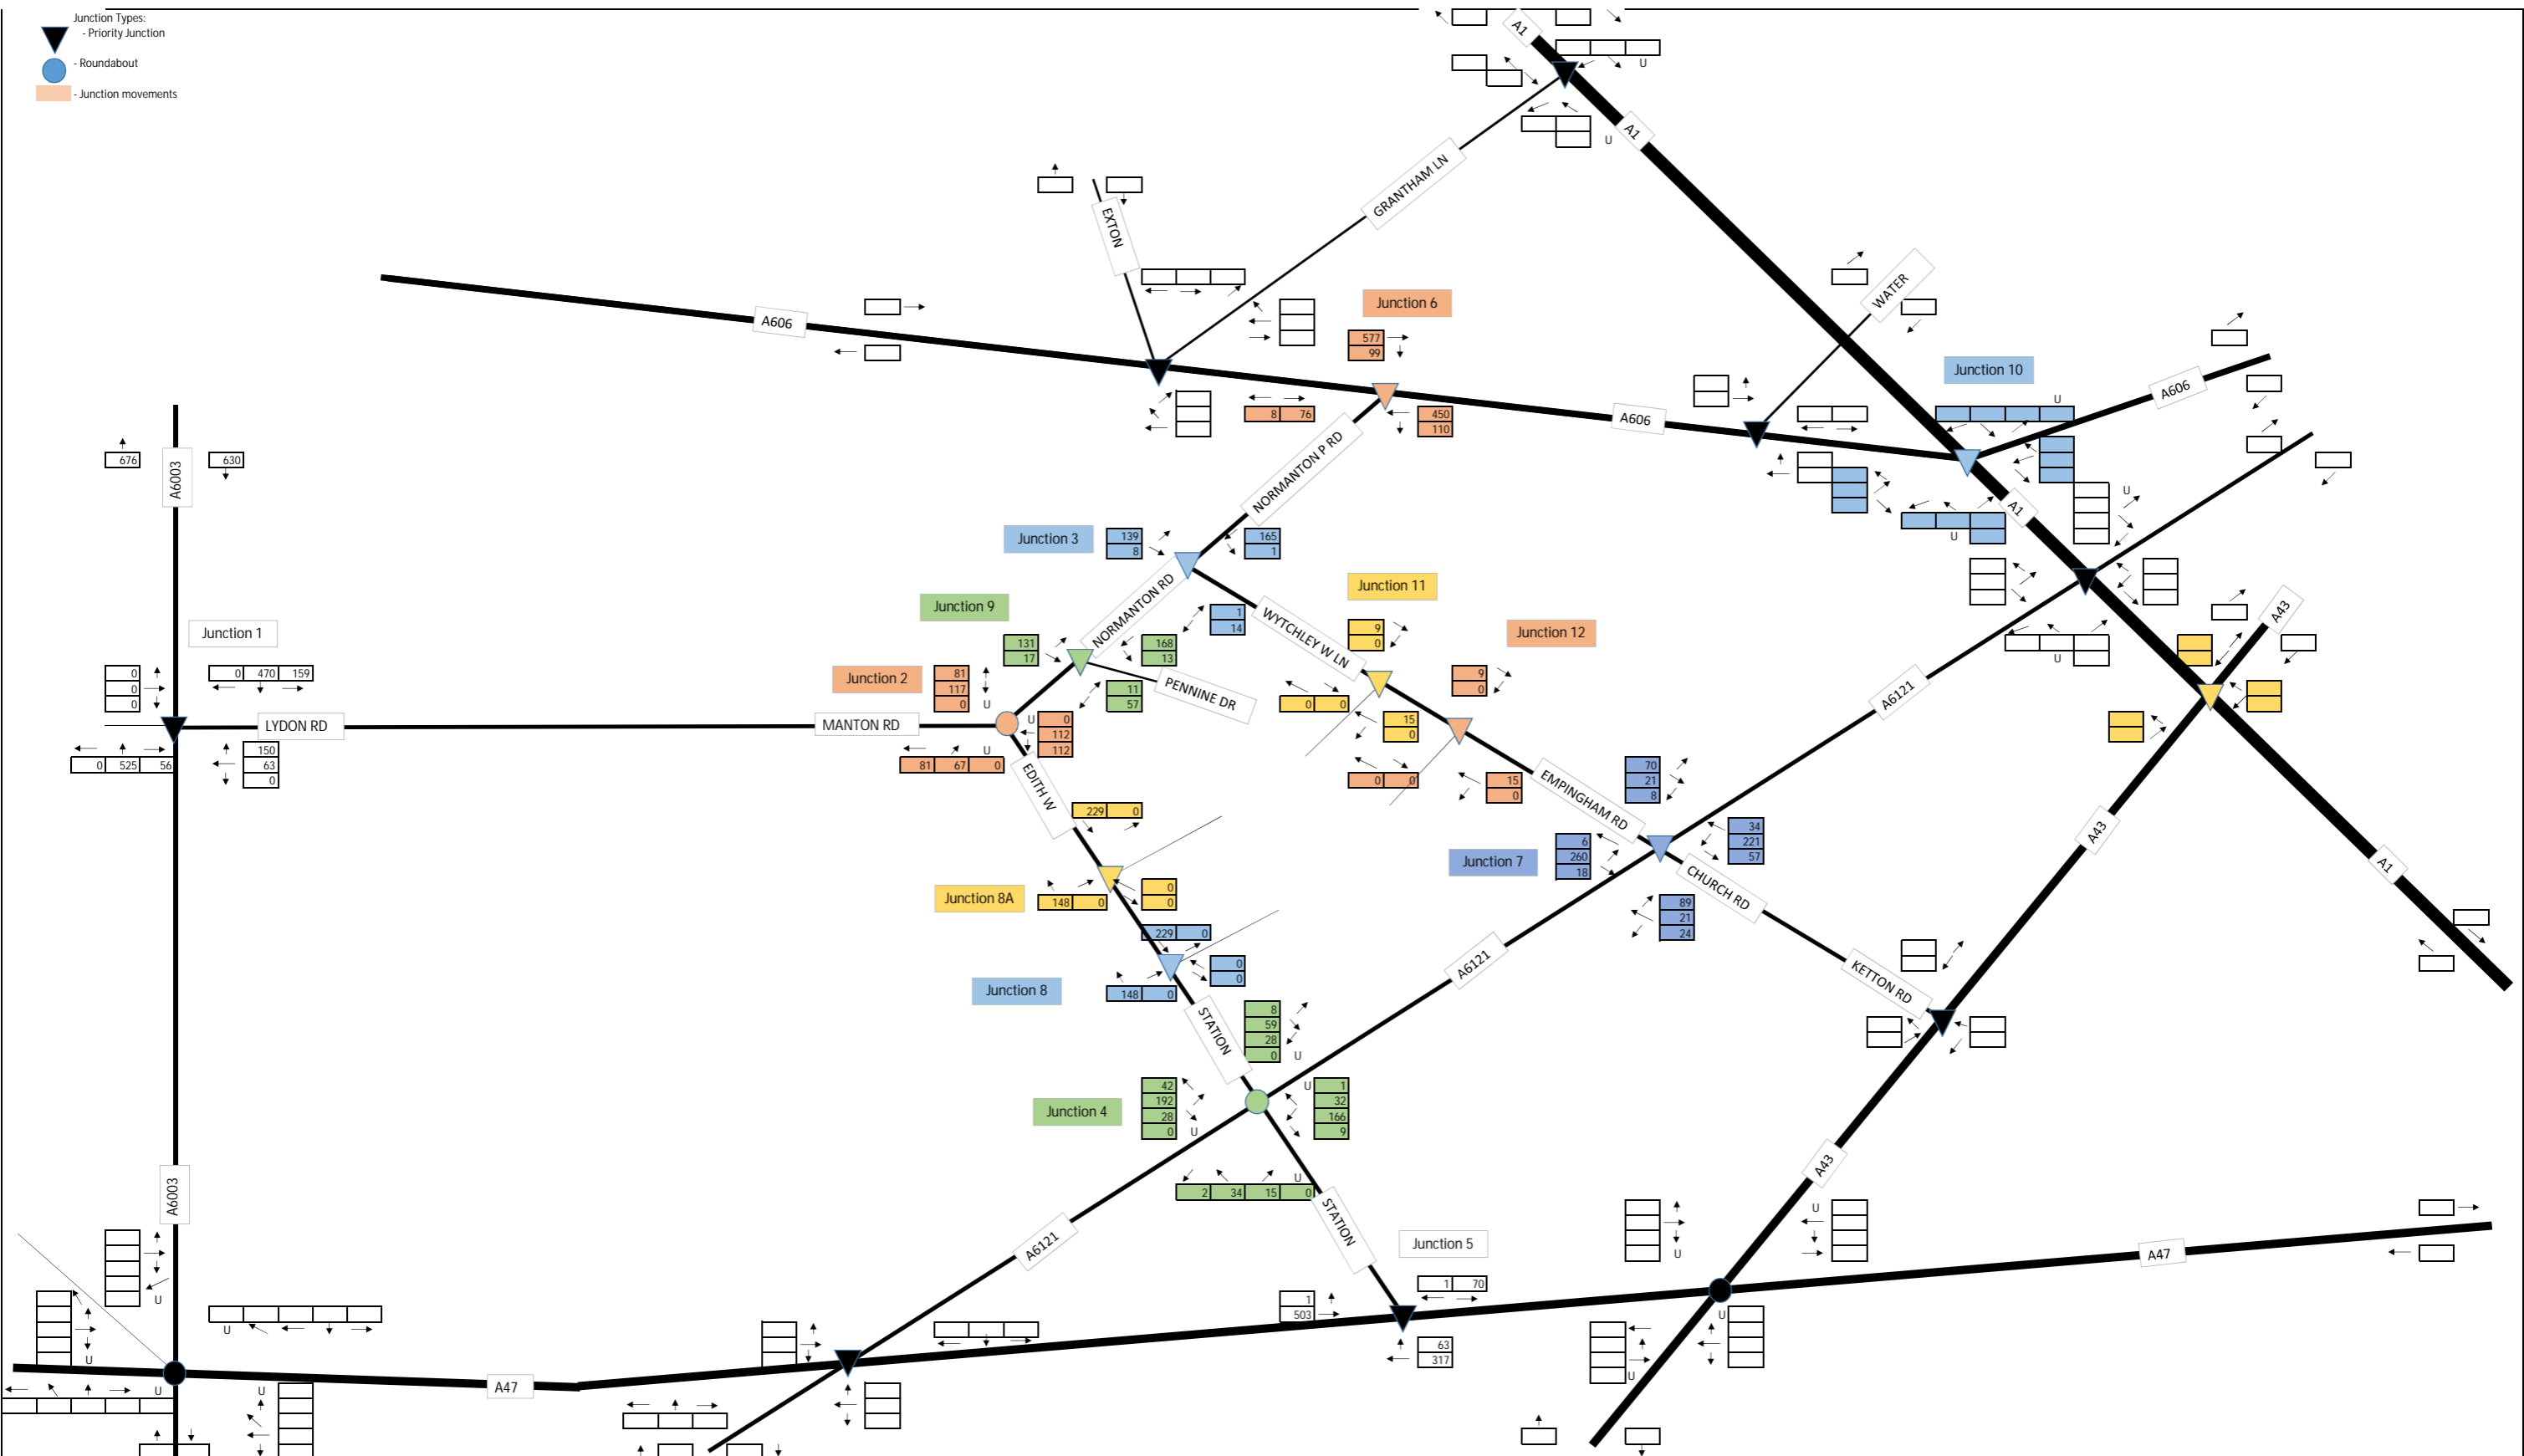 Junction Types:
- Priority Junction
- Roundabout
- Junction movements
A1
U
A1
U
GRANTHAM LN
EXTON
WATER
A606
Junction 6
577
99
8 76
450
110
A606
Junction 10
U
A606
A6003
676
630
NORMANTON P RD
U
A1
U
Junction 3
139
8
165
1
NORMANTON RD
1
14
WYTCHLEY W LN
Junction 11
9
0
Junction 12
Junction 9
131
17
168
13
11
57
PENNINE DR
0 0
15
0
9
0
U
A43
Junction 1
0
0
0
0 470 159
LYDON RD
0 525 56
150
63
0
Junction 2
81
117
0
U
MANTON RD
U
0
112
112
U
81 67 0
EDITH W
0 0
15
0
EMPINGHAM RD
70
21
8
A6121
Junction 7
6
260
18
34
221
57
CHURCH RD
89
21
24
A43
A1
229 0
Junction 8A
148 0
0
0
229 0
Junction 8
148 0
0
0
STATION
A6121
KETTON RD
8
59
28
0 U
Junction 4
42
192
28
0 U
U 1
32
166
9
U
2 34 15 0
STATION
A6003
A6121
A43
Junction 5
1 70
1
503
63
317
U
U
A47
U
U
U
U
U
A47
U
U